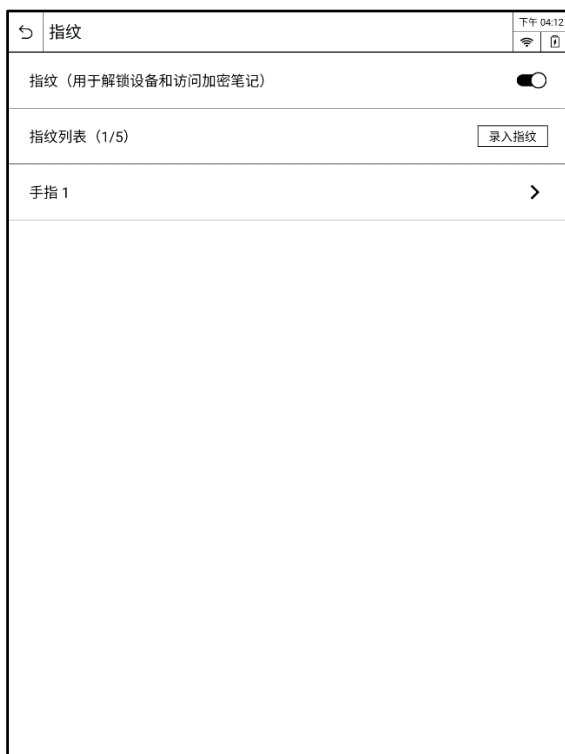 指纹
下午 04:12
指纹（用于解锁设备和访问加密笔记）
指纹列表（1/5）
录入指纹
手指 1